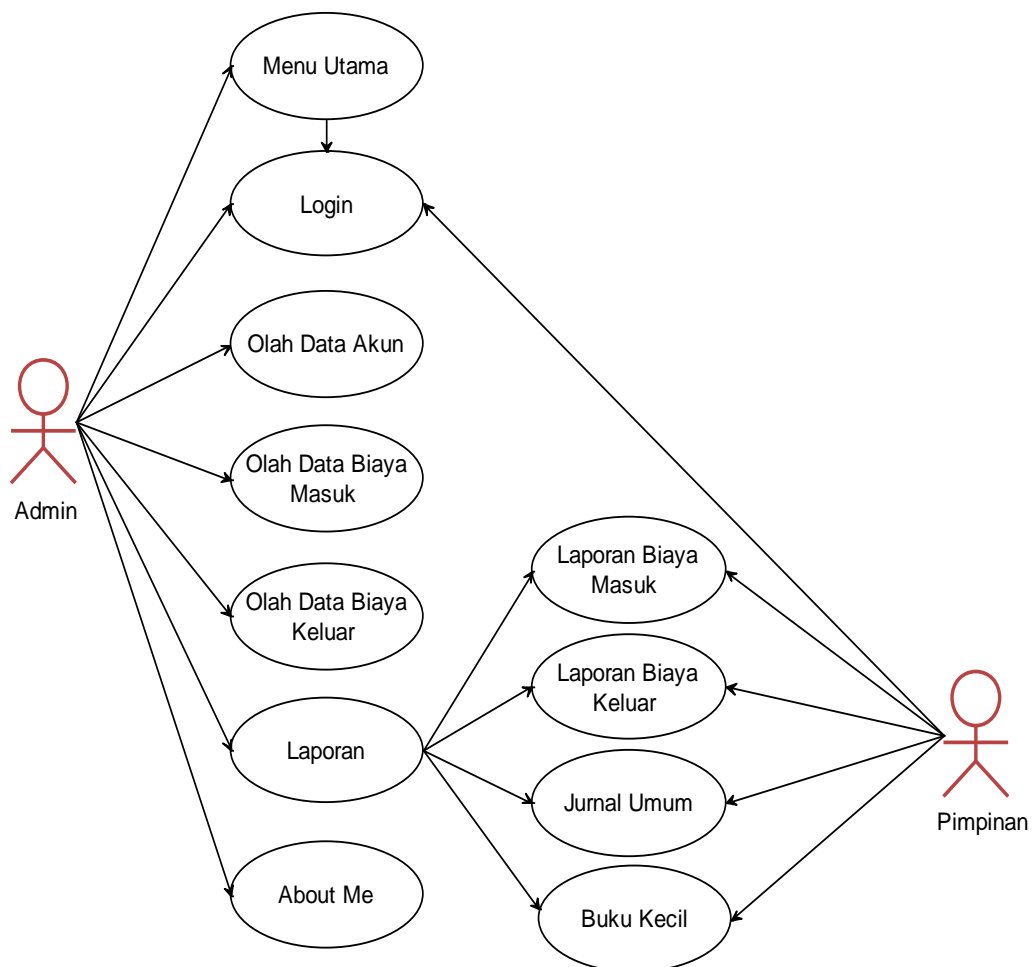 Menu Utama
Login
Olah Data Akun
Admin
Olah Data Biaya
Masuk
Olah Data Biaya
Keluar
Laporan
About Me
Laporan Biaya
Masuk
Laporan Biaya
Keluar
Jurnal Umum
Buku Kecil
Pimpinan